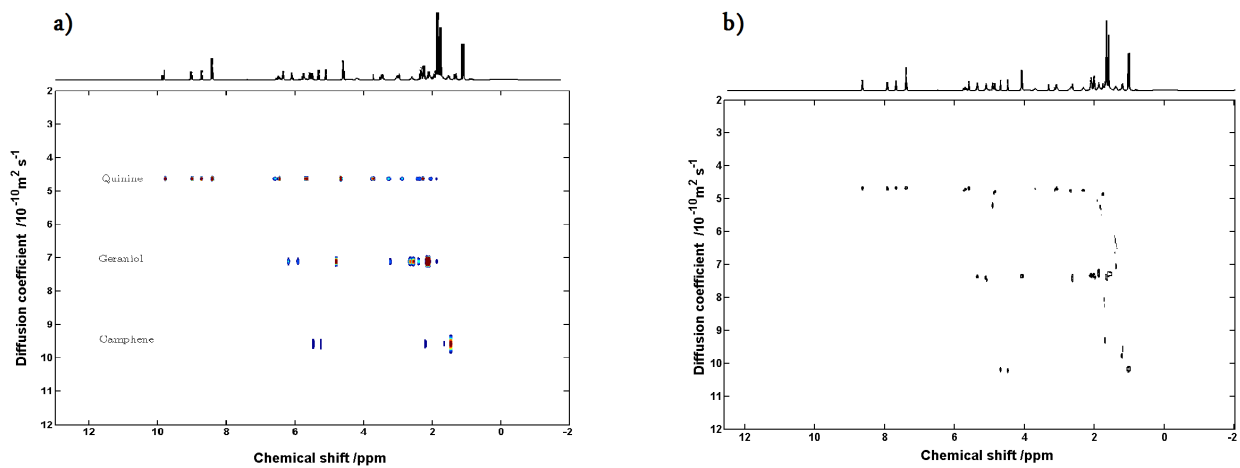 a)
2
3
4
5
6
7
8
9
10
11
12
Diffusion coefficient /10⁻¹⁰m² s⁻¹
Quinine
Geraniol
Camphene
12 10 8 6 4 2 0 -2
Chemical shift /ppm
b)
2
3
4
5
6
7
8
9
10
11
12
Diffusion coefficient /10⁻¹⁰m² s⁻¹
12 10 8 6 4 2 0 -2
Chemical shift /ppm